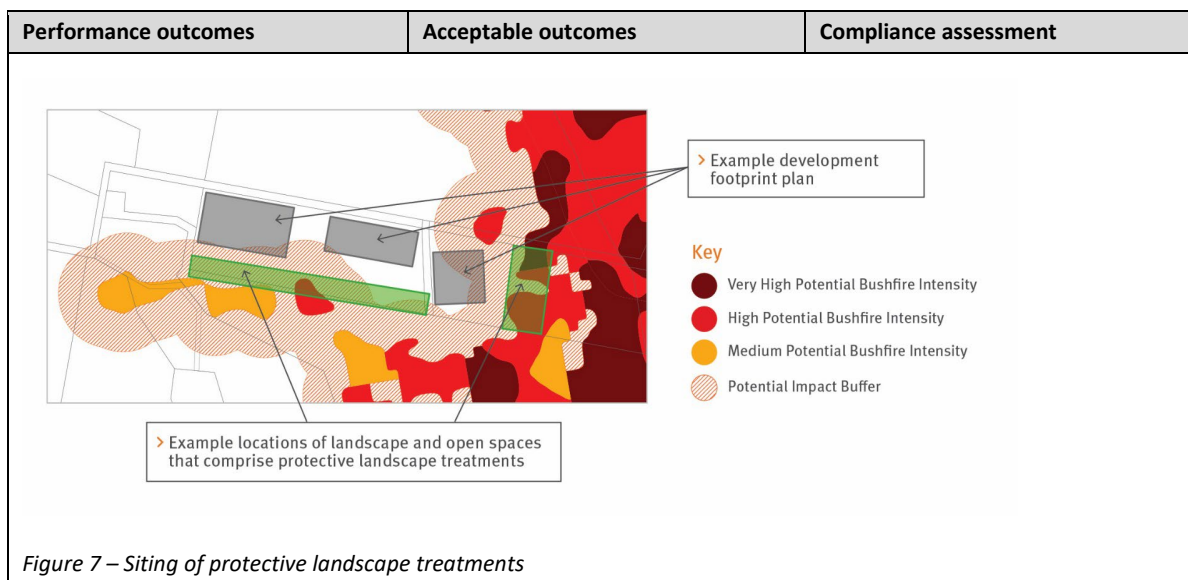 Performance outcomes
Acceptable outcomes
Compliance assessment
> Example development
footprint plan
Key
Very High Potential Bushfire Intensity
High Potential Bushfire Intensity
Medium Potential Bushfire Intensity
Potential Impact Buffer
> Example locations of landscape and open spaces
that comprise protective landscape treatments
Figure 7 – Siting of protective landscape treatments